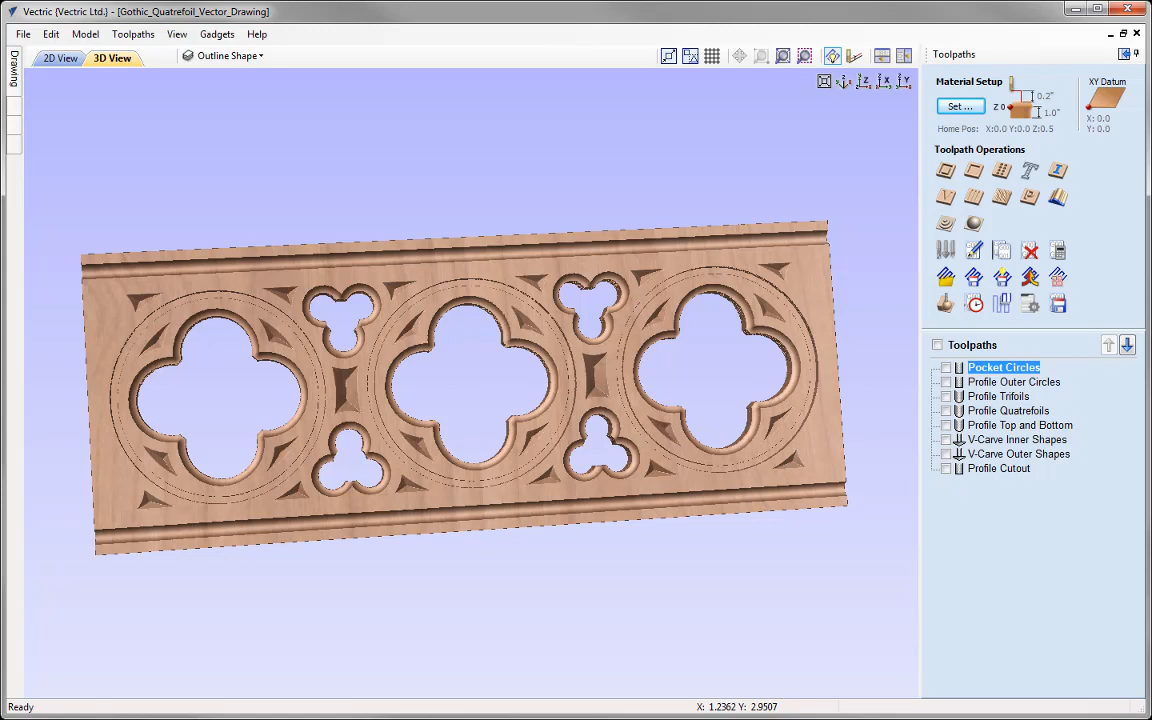 Vectric {Vectric Ltd.} - [Gothic_Quatrefoil_Vector_Drawing]
File Edit Model Toolpaths View Gadgets Help
Drawing
2D View 3D View Outline Shape
Toolpaths
Material Setup
Set ...
Z 0
0.2"
1.0"
XY Datum
X: 0.0
Y: 0.0
Home Pos: X:0.0 Y:0.0 Z:0.5
Toolpath Operations
Toolpaths
Pocket Circles
Profile Outer Circles
Profile Trifoils
Profile Quatrefoils
Profile Top and Bottom
V-Carve Inner Shapes
V-Carve Outer Shapes
Profile Cutout
Ready
X: 1.2362 Y: 2.9507